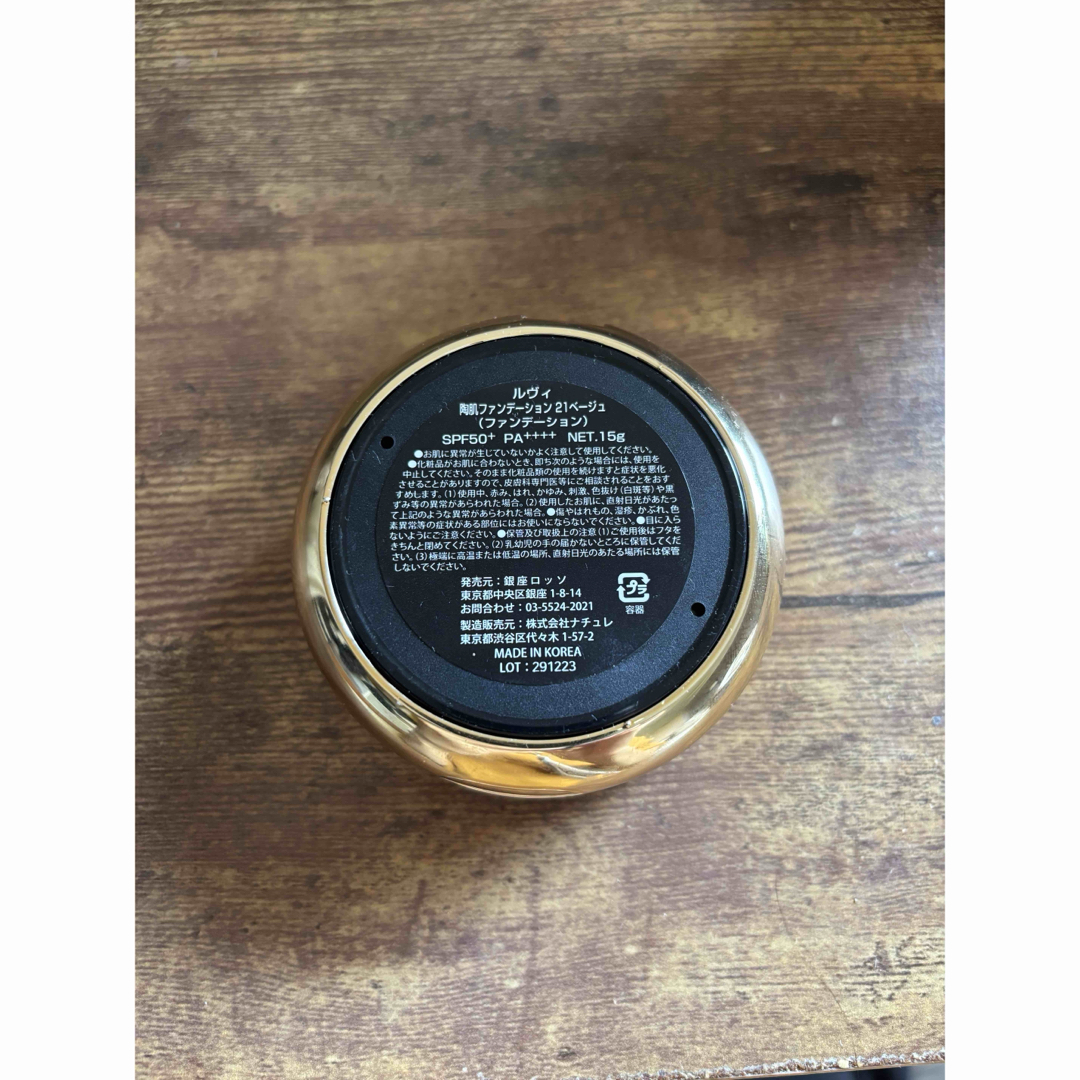 ルヴィ
陶肌ファンデーション 21ベージュ
（ファンデーション）
SPF50+ PA++++ NET.15g
●お肌に異常が生じていないかよく注意して使用してください。
●化粧品がお肌に合わないとき、即ち次のような場合には、使用を
中止してください。そのまま化粧品類の使用を続けますと症状を悪化
させることがありますので、皮膚科専門医等にご相談されることをおす
すめします。(1)使用中、赤み、はれ、かゆみ、刺激、色抜け(白斑等)や黒
ずみ等の異常があらわれた場合。(2)使用したお肌に、直射日光があたっ
て上記のような異常があらわれた場合。●傷やはれもの、湿疹、かぶれ、色
素異常等の症状がある部位にはお使いにならないでください。●目に入ら
ないようにご注意ください。●保管及び取扱上の注意(1)ご使用後はフタを
きちんと閉めてください。(2)乳幼児の手の届かないところに保管してくだ
さい。(3)極端に高温または低温の場所、直射日光のあたる場所には保管
しないでください。
発売元：銀座ロッソ
東京都中央区銀座 1-8-14
お問合わせ：03-5524-2021
プラ
容器
製造販売元：株式会社ナチュレ
東京都渋谷区代々木 1-57-2
MADE IN KOREA
LOT：291223